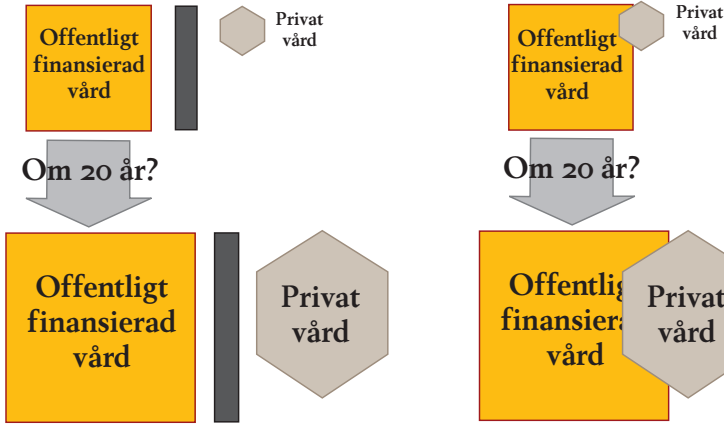 Offentligt
finansierad
vård
Privat
vård
Om 20 år?
Offentligt
finansierad
vård
Privat
vård
Offentligt
finansierad
vård
Privat
vård
Om 20 år?
Offentlig
finansiera
vård
Privat
vård